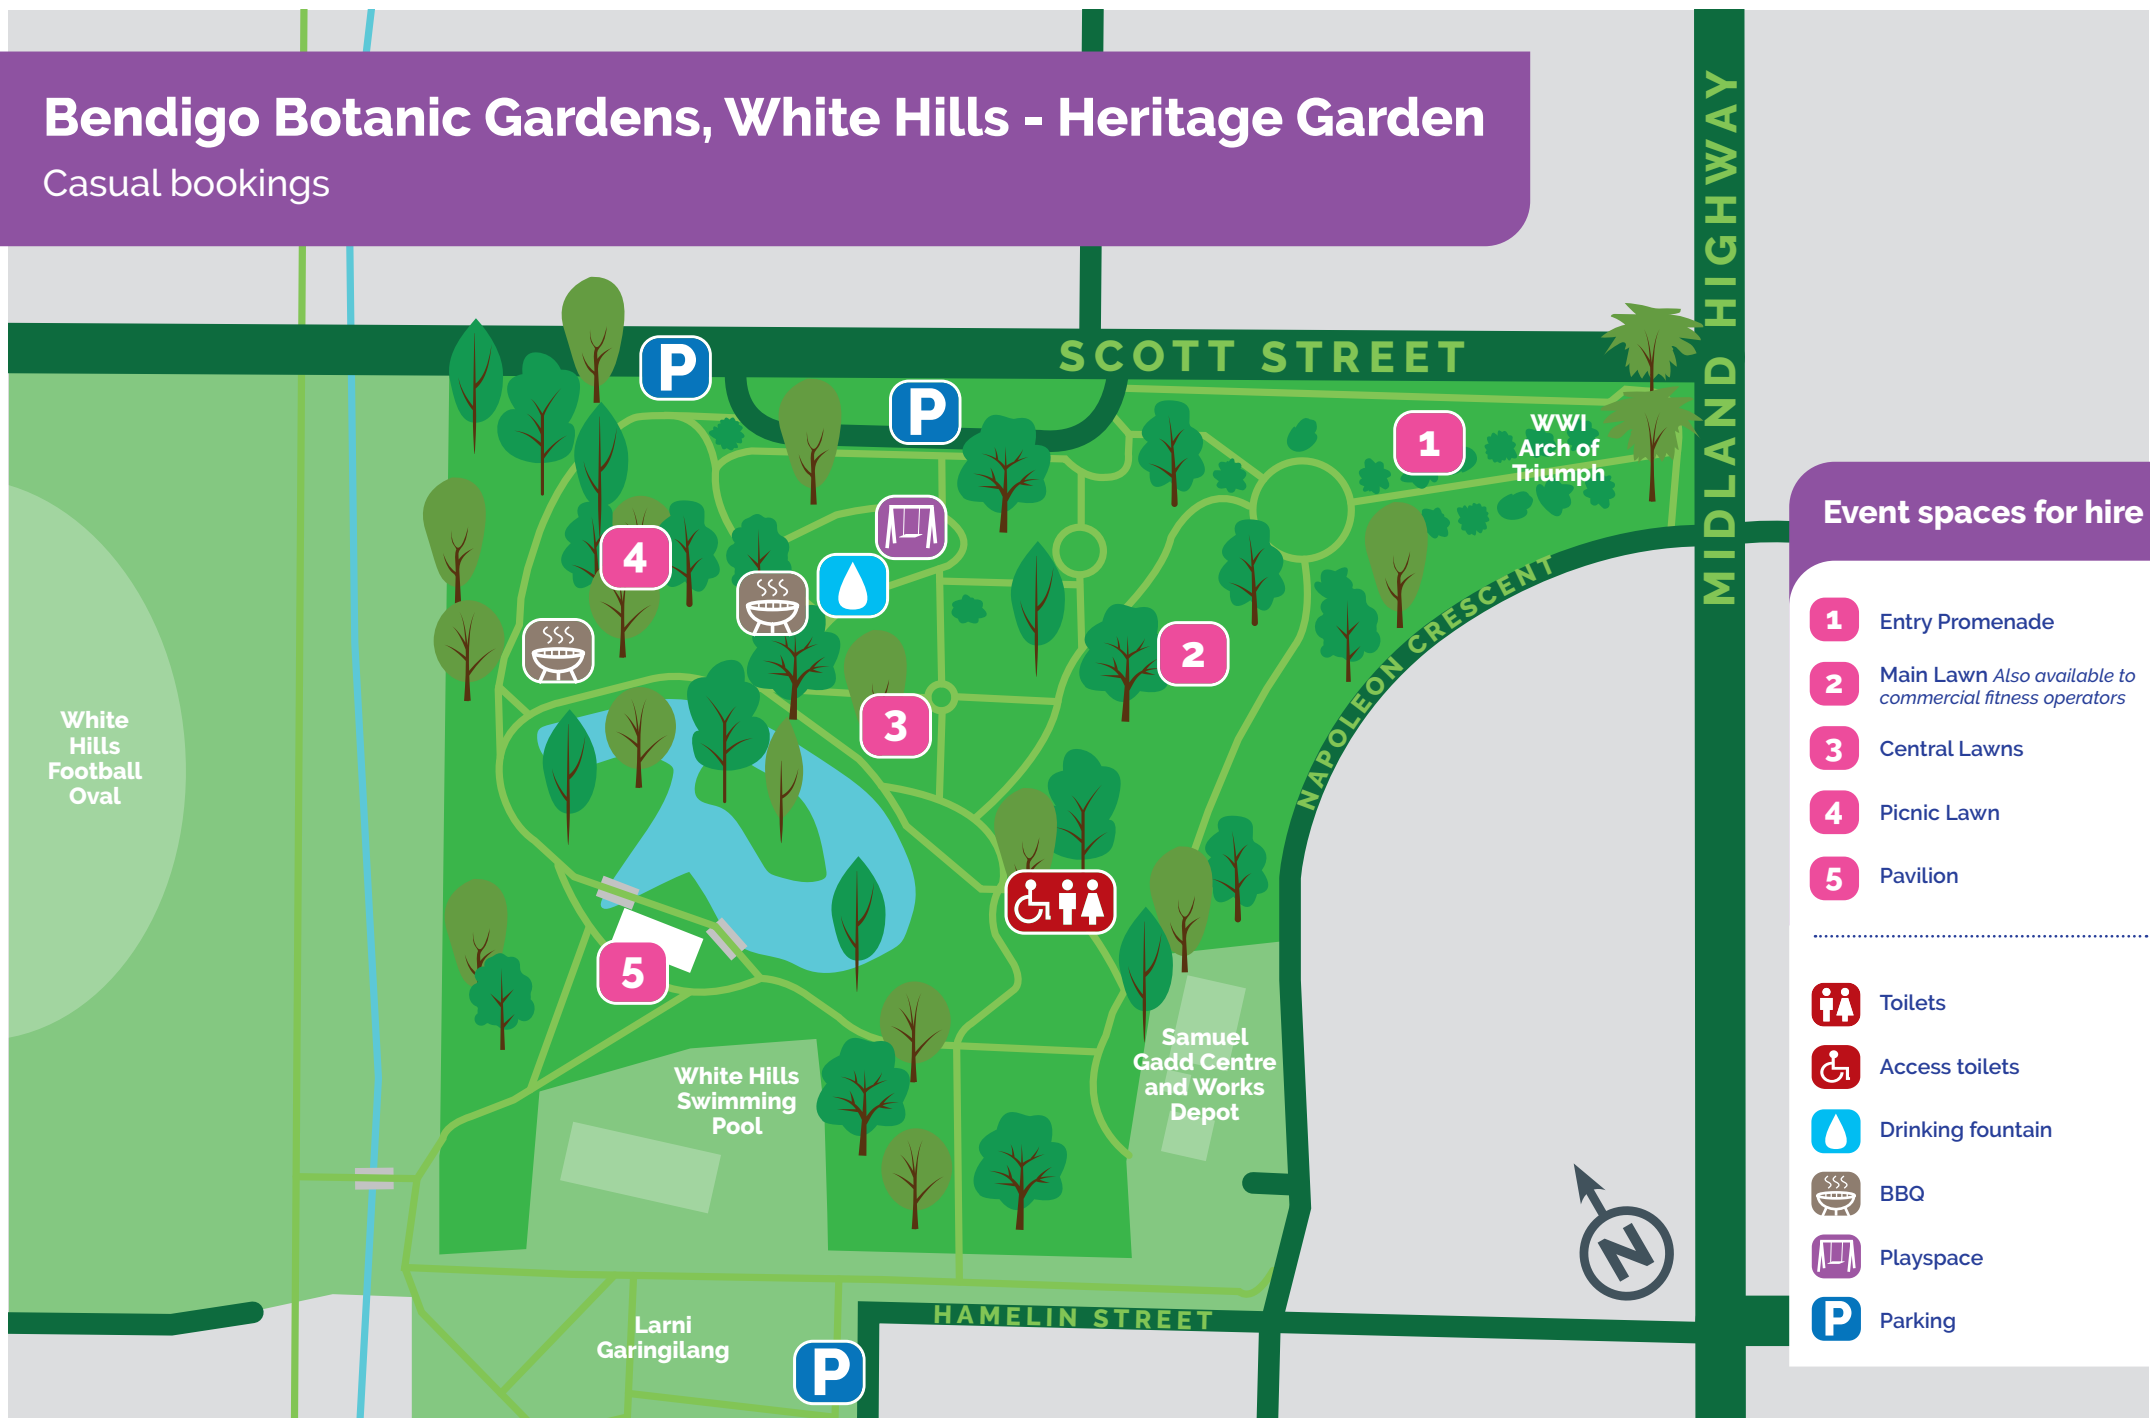 Bendigo Botanic Gardens, White Hills - Heritage Garden
Casual bookings
MIDLAND HIGHWAY
SCOTT STREET
P
P
1
WWI
Arch of
Triumph
4
2
NAPOLEON CRESCENT
3
White
Hills
Football
Oval
5
Samuel
Gadd Centre
and Works
Depot
White Hills
Swimming
Pool
N
HAMELIN STREET
Larni
Garingilang
P
Event spaces for hire
1 Entry Promenade
2 Main Lawn Also available to
commercial fitness operators
3 Central Lawns
4 Picnic Lawn
5 Pavilion
Toilets
Access toilets
Drinking fountain
BBQ
Playspace
P Parking